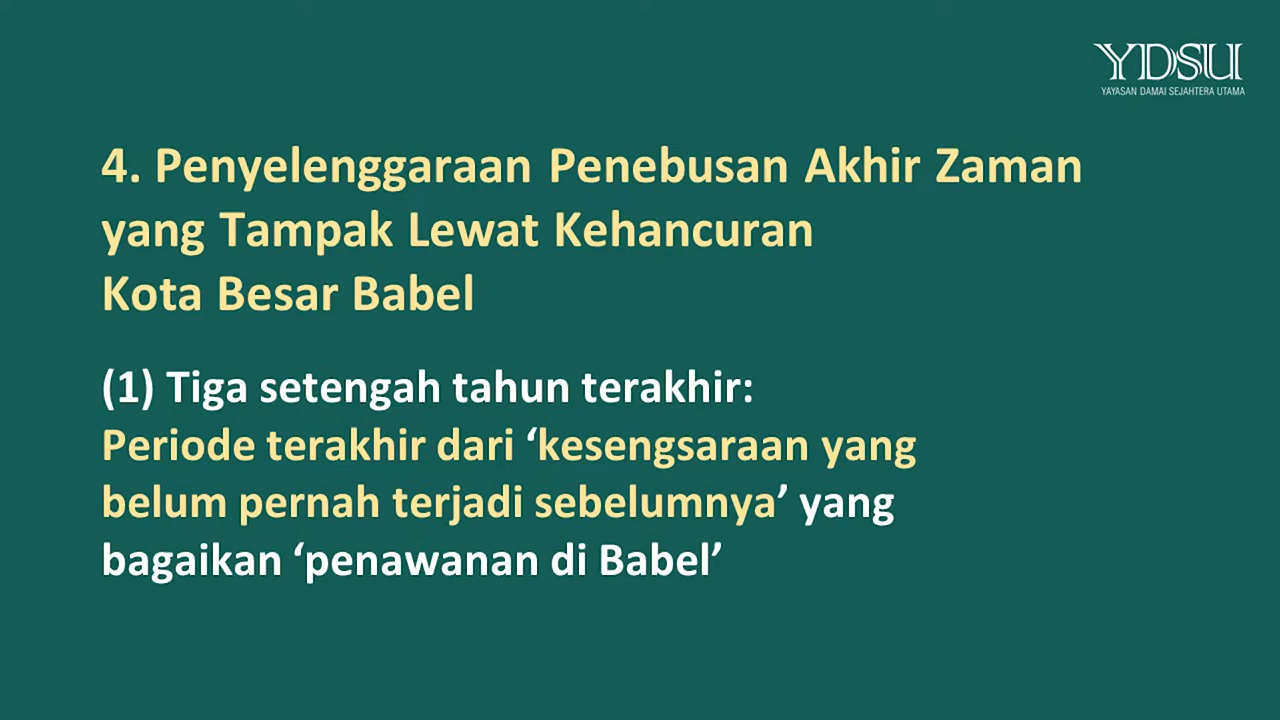 YDSU
YAYASAN DAMAI SEJAHTERA UTAMA
4. Penyelenggaraan Penebusan Akhir Zaman
yang Tampak Lewat Kehancuran
Kota Besar Babel
(1) Tiga setengah tahun terakhir:
Periode terakhir dari ‘kesengsaraan yang
belum pernah terjadi sebelumnya’ yang
bagaikan ‘penawanan di Babel’